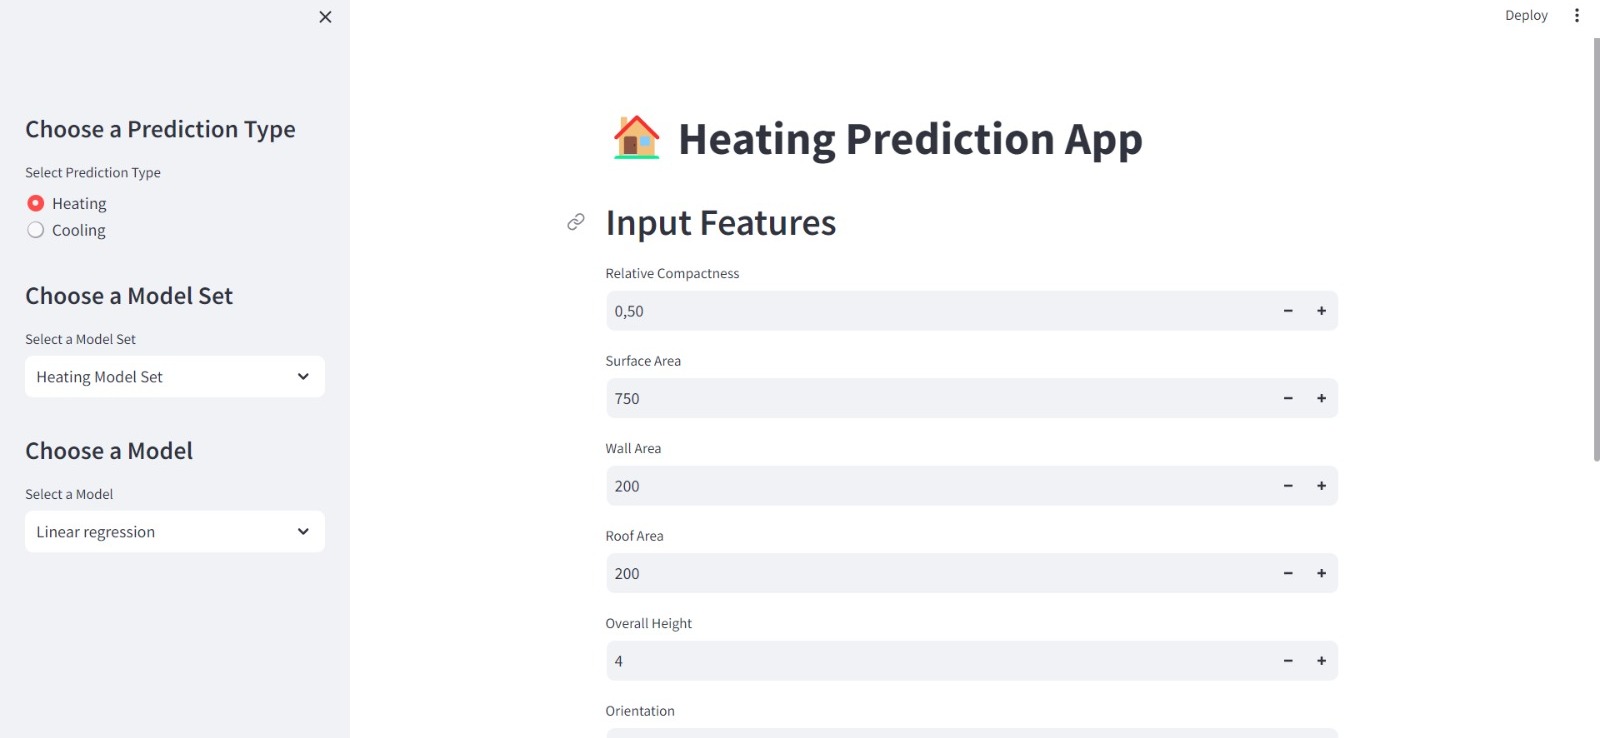 Deploy
Choose a Prediction Type
Select Prediction Type
Heating
Cooling
Choose a Model Set
Select a Model Set
Heating Model Set
Choose a Model
Select a Model
Linear regression
Heating Prediction App
Input Features
Relative Compactness
0,50
Surface Area
750
Wall Area
200
Roof Area
200
Overall Height
4
Orientation